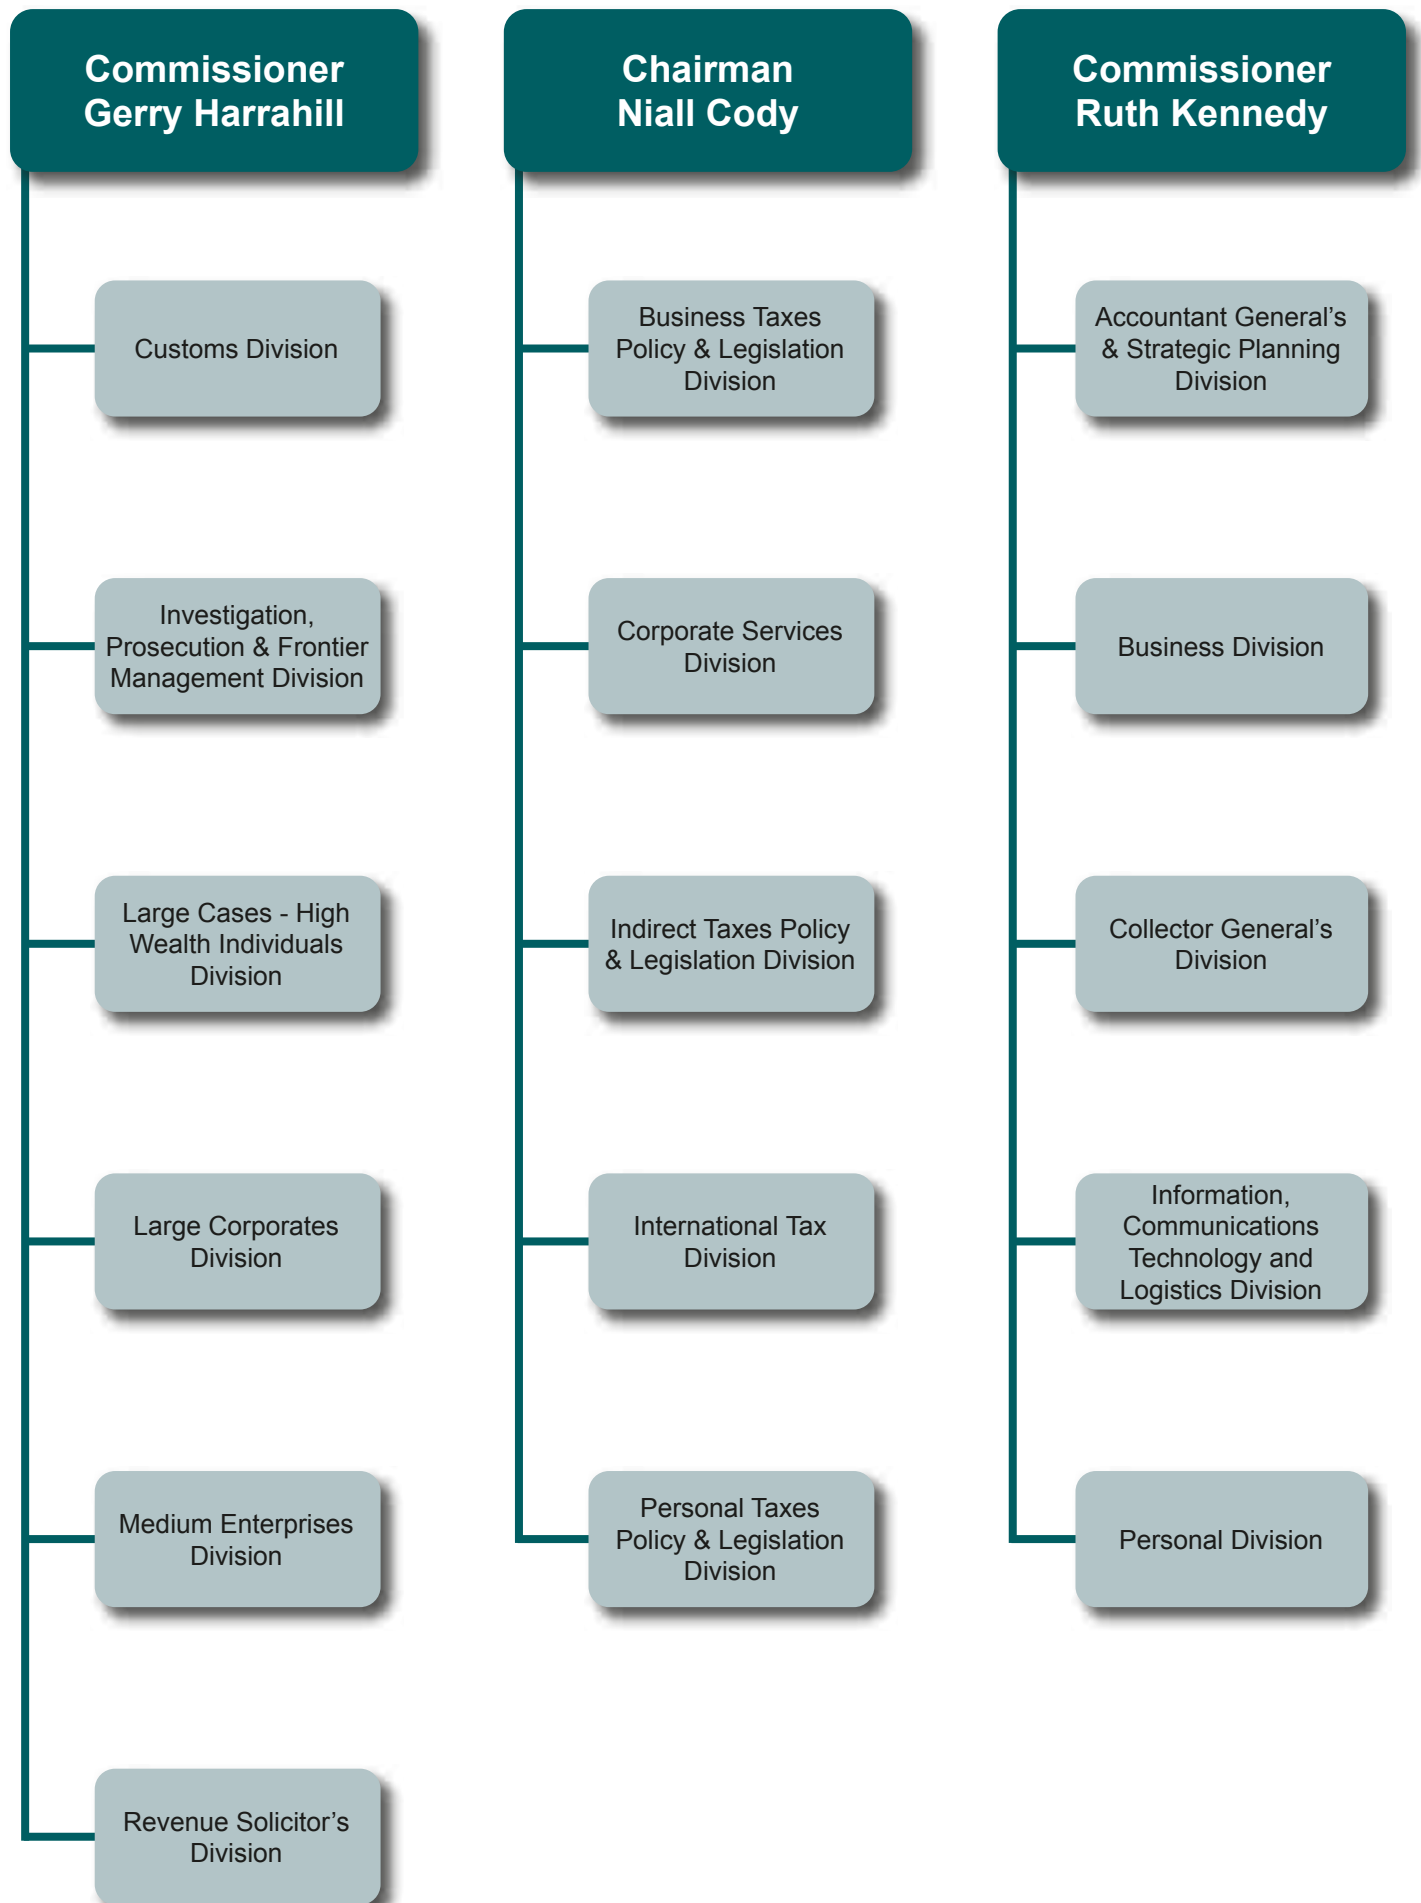 Commissioner
Gerry Harrahill
Customs Division
Investigation,
Prosecution & Frontier
Management Division
Large Cases - High
Wealth Individuals
Division
Large Corporates
Division
Medium Enterprises
Division
Revenue Solicitor’s
Division
Chairman
Niall Cody
Business Taxes
Policy & Legislation
Division
Corporate Services
Division
Indirect Taxes Policy
& Legislation Division
International Tax
Division
Personal Taxes
Policy & Legislation
Division
Commissioner
Ruth Kennedy
Accountant General’s
& Strategic Planning
Division
Business Division
Collector General’s
Division
Information,
Communications
Technology and
Logistics Division
Personal Division